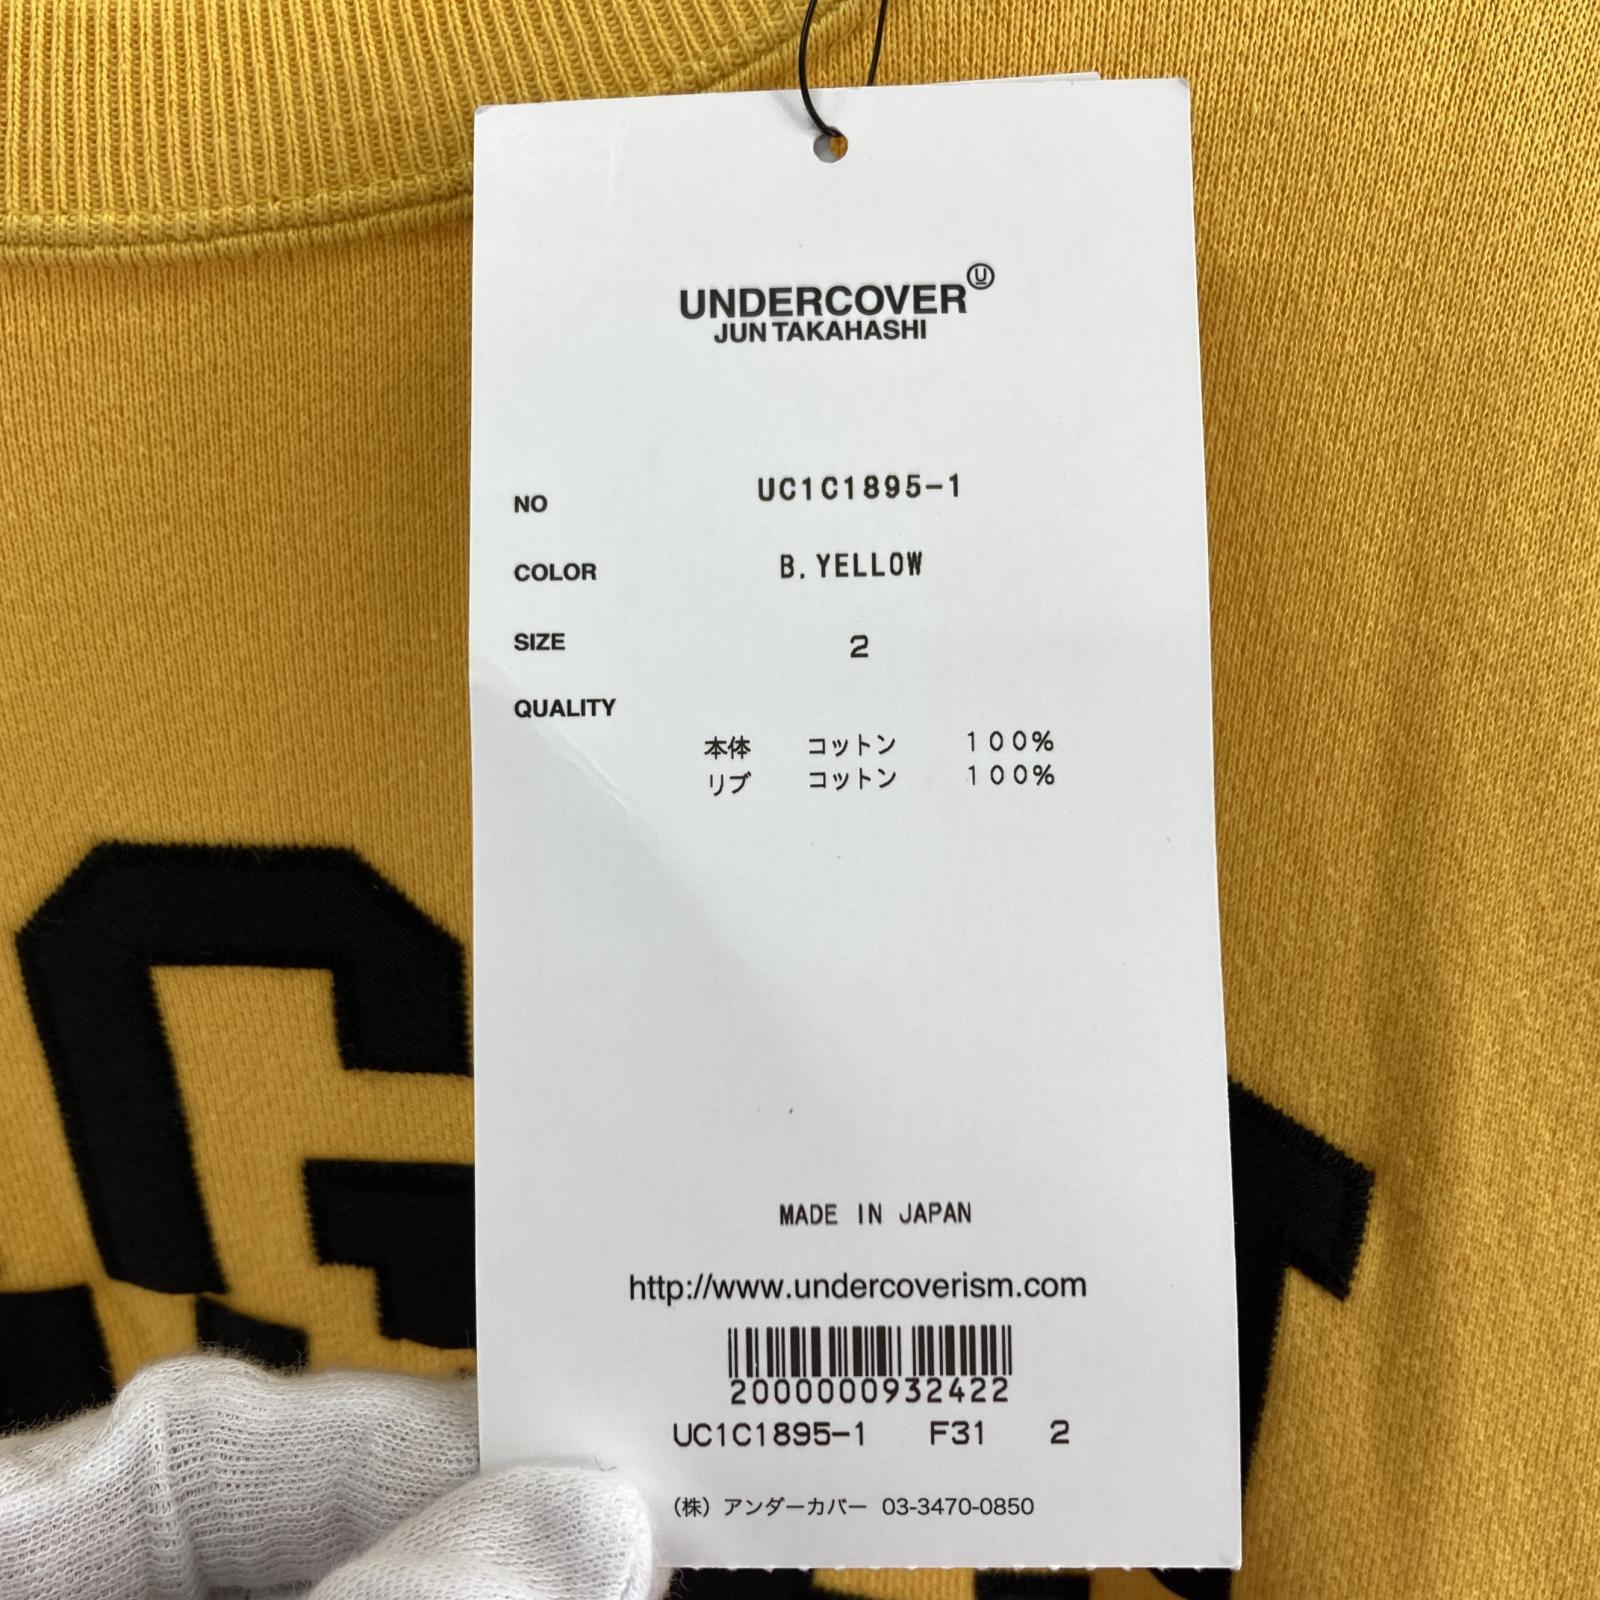 UNDERCOVER U
JUN TAKAHASHI
NO UC1C1895-1
COLOR B. YELLOW
SIZE 2
QUALITY
本体 コットン 100%
リブ コットン 100%
G
MADE IN JAPAN
http://www.undercoverism.com
2000000932422
UC1C1895-1 F31 2
(株) アンダーカバー 03-3470-0850